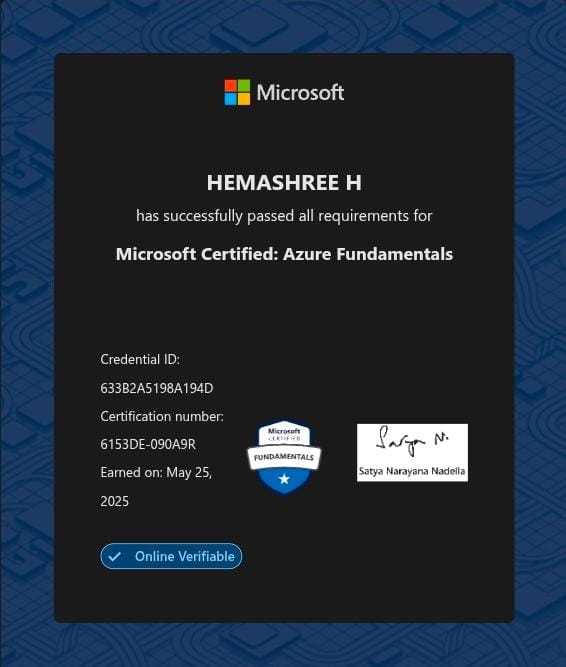 Microsoft
HEMASHREE H
has successfully passed all requirements for
Microsoft Certified: Azure Fundamentals
Credential ID:
633B2A5198A194D
Certification number:
6153DE-090A9R
Earned on: May 25,
2025
Microsoft
CERTIFIED
FUNDAMENTALS
Satya N.
Satya Narayana Nadella
Online Verifiable